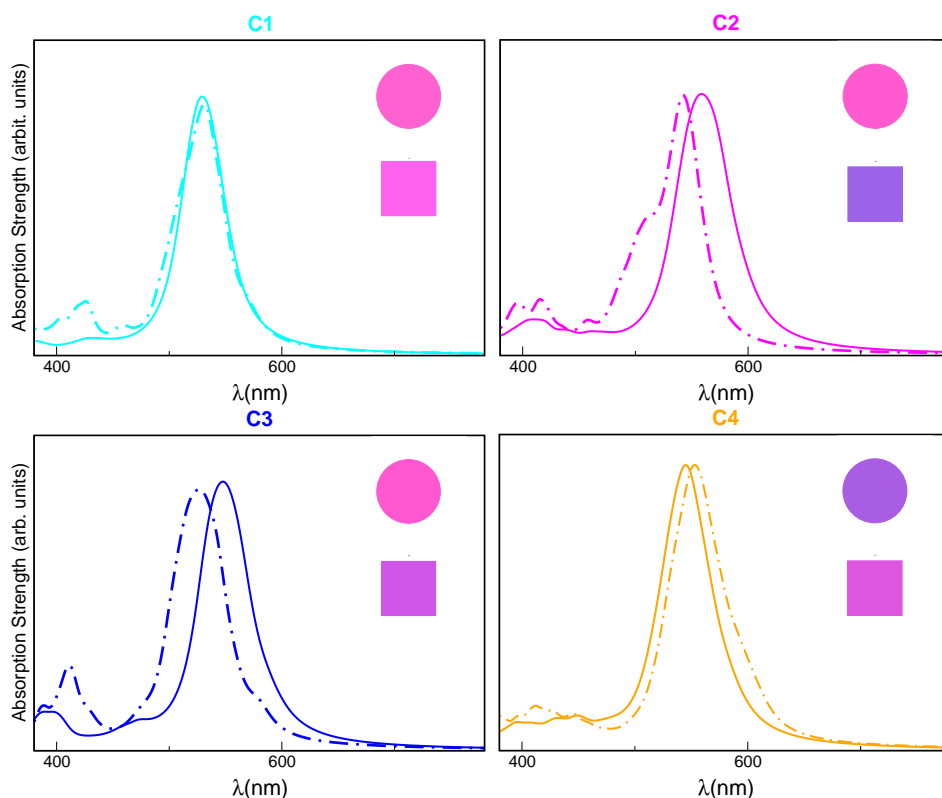 C1
C2
Absorption Strength (arbit. units)
400
600
λ(nm)
400
600
λ(nm)
C3
C4
Absorption Strength (arb. units)
400
600
λ(nm)
400
600
λ(nm)